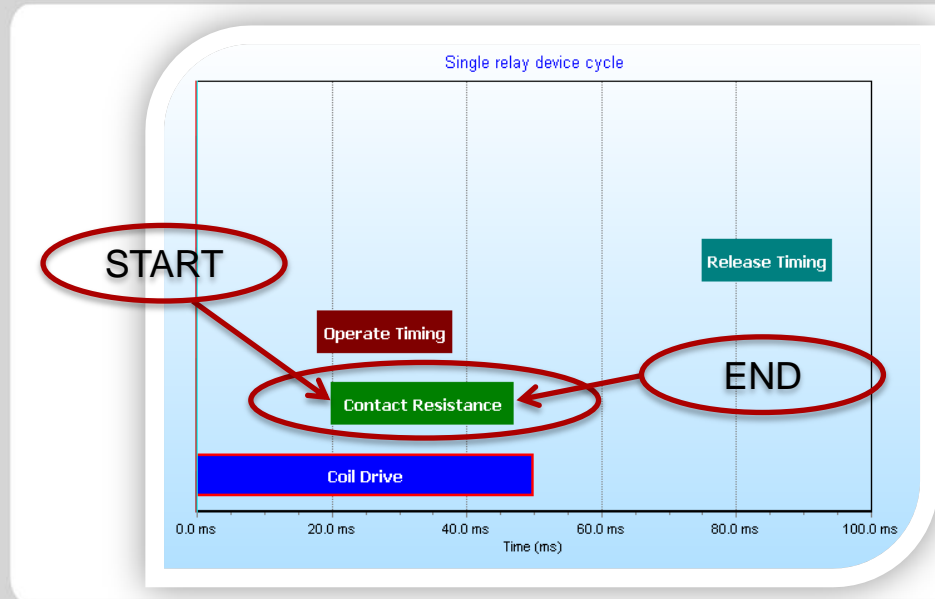 Single relay device cycle
START
Release Timing
Operate Timing
END
Contact Resistance
Coil Drive
0.0 ms 20.0 ms 40.0 ms 60.0 ms 80.0 ms 100.0 ms
Time (ms)